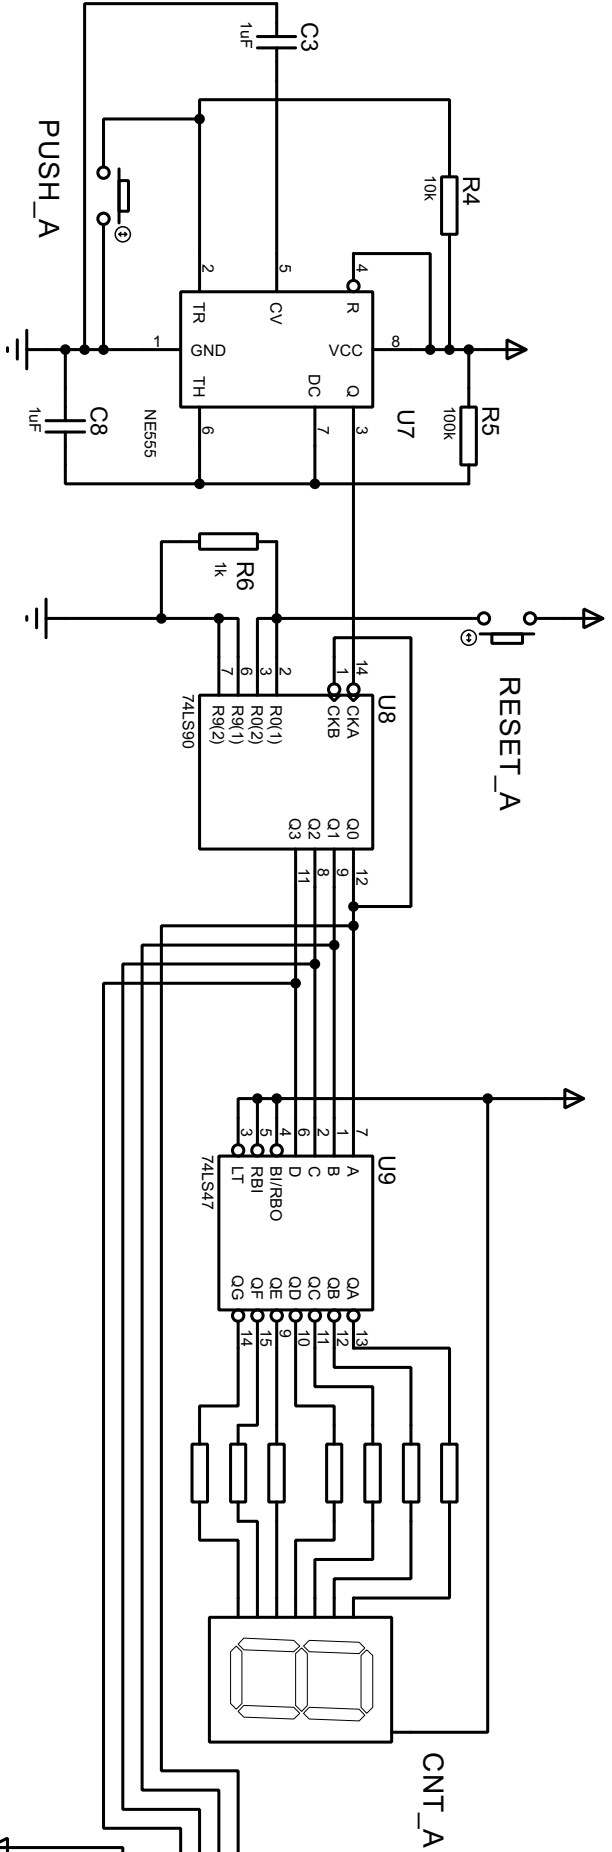 C3
1uF
PUSH_A
R4
10k
2
5
4
TR
CV
R
1
GND
VCC
8
TH
DC
Q
U7
NE555
6
7
3
C8
1uF
R5
100k
R6
1k
RESET_A
7
6
3
2
1
14
U8
R9(2)
R9(1)
R0(2)
R0(1)
CKB
CKA
74LS90
Q3
Q2
Q1
Q0
11
8
9
12
3
5
4
6
2
1
7
U9
LT
RBI
BI/RBO
D
C
B
A
74LS47
QG
QF
QE
QD
QC
QB
QA
14
15
9
10
11
12
13
CNT_A